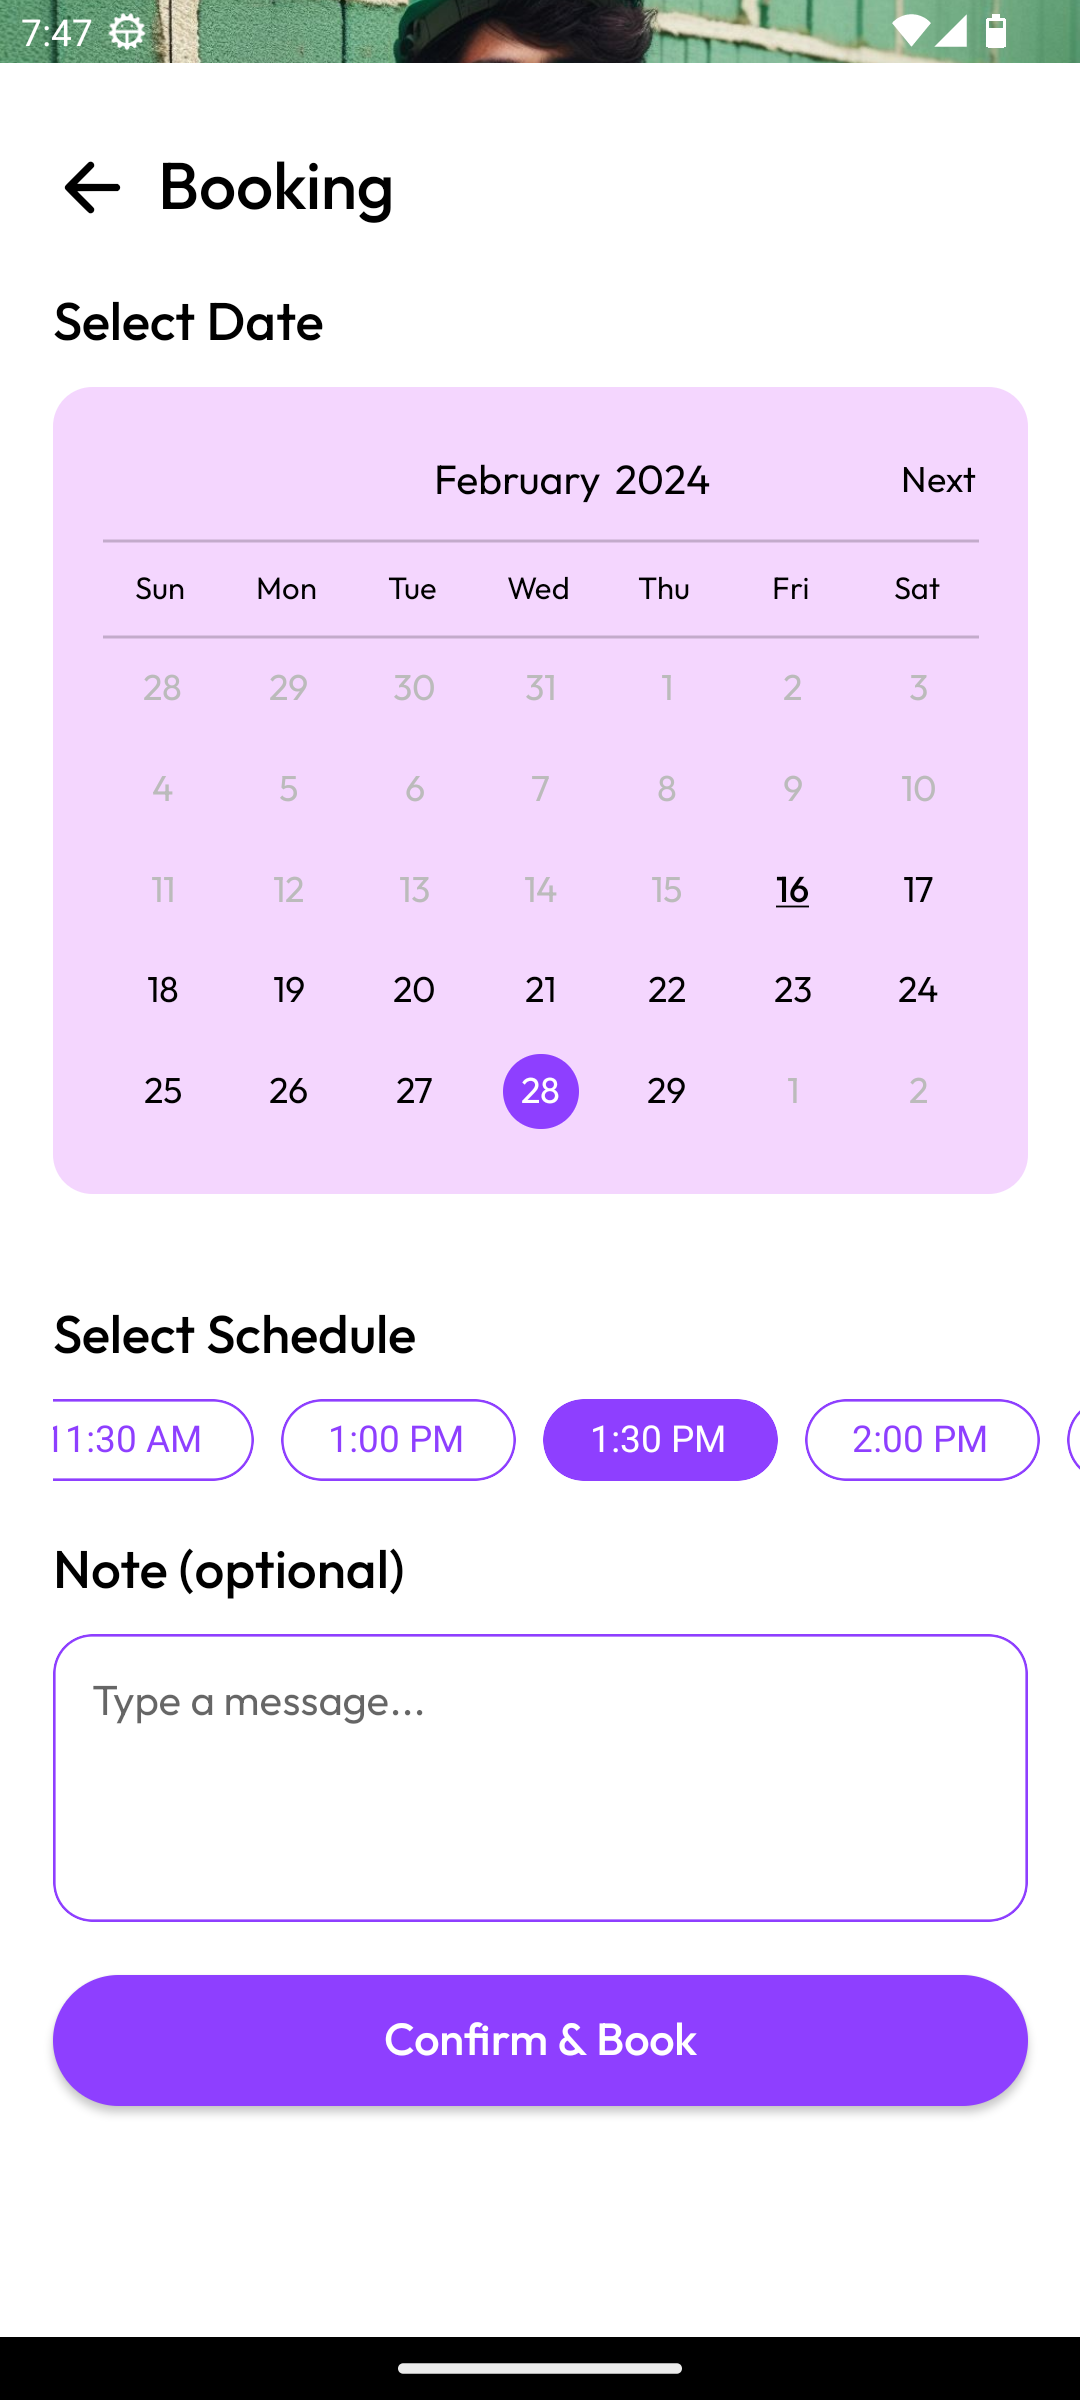 7:47
Booking
Select Date
February 2024 Next
Sun Mon Tue Wed Thu Fri Sat
28 29 30 31 1 2 3
4 5 6 7 8 9 10
11 12 13 14 15 16 17
18 19 20 21 22 23 24
25 26 27 28 29 1 2
Select Schedule
11:30 AM 1:00 PM 1:30 PM 2:00 PM
Note (optional)
Type a message...
Confirm & Book